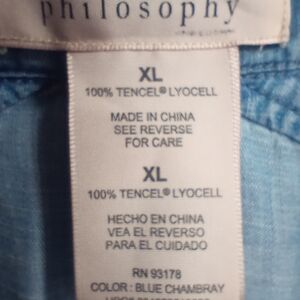 philosophy
XL
100% TENCEL® LYOCELL
MADE IN CHINA
SEE REVERSE
FOR CARE
XL
100% TENCEL® LYOCELL
HECHO EN CHINA
VEA EL REVERSO
PARA EL CUIDADO
RN 93178
COLOR : BLUE CHAMBRAY